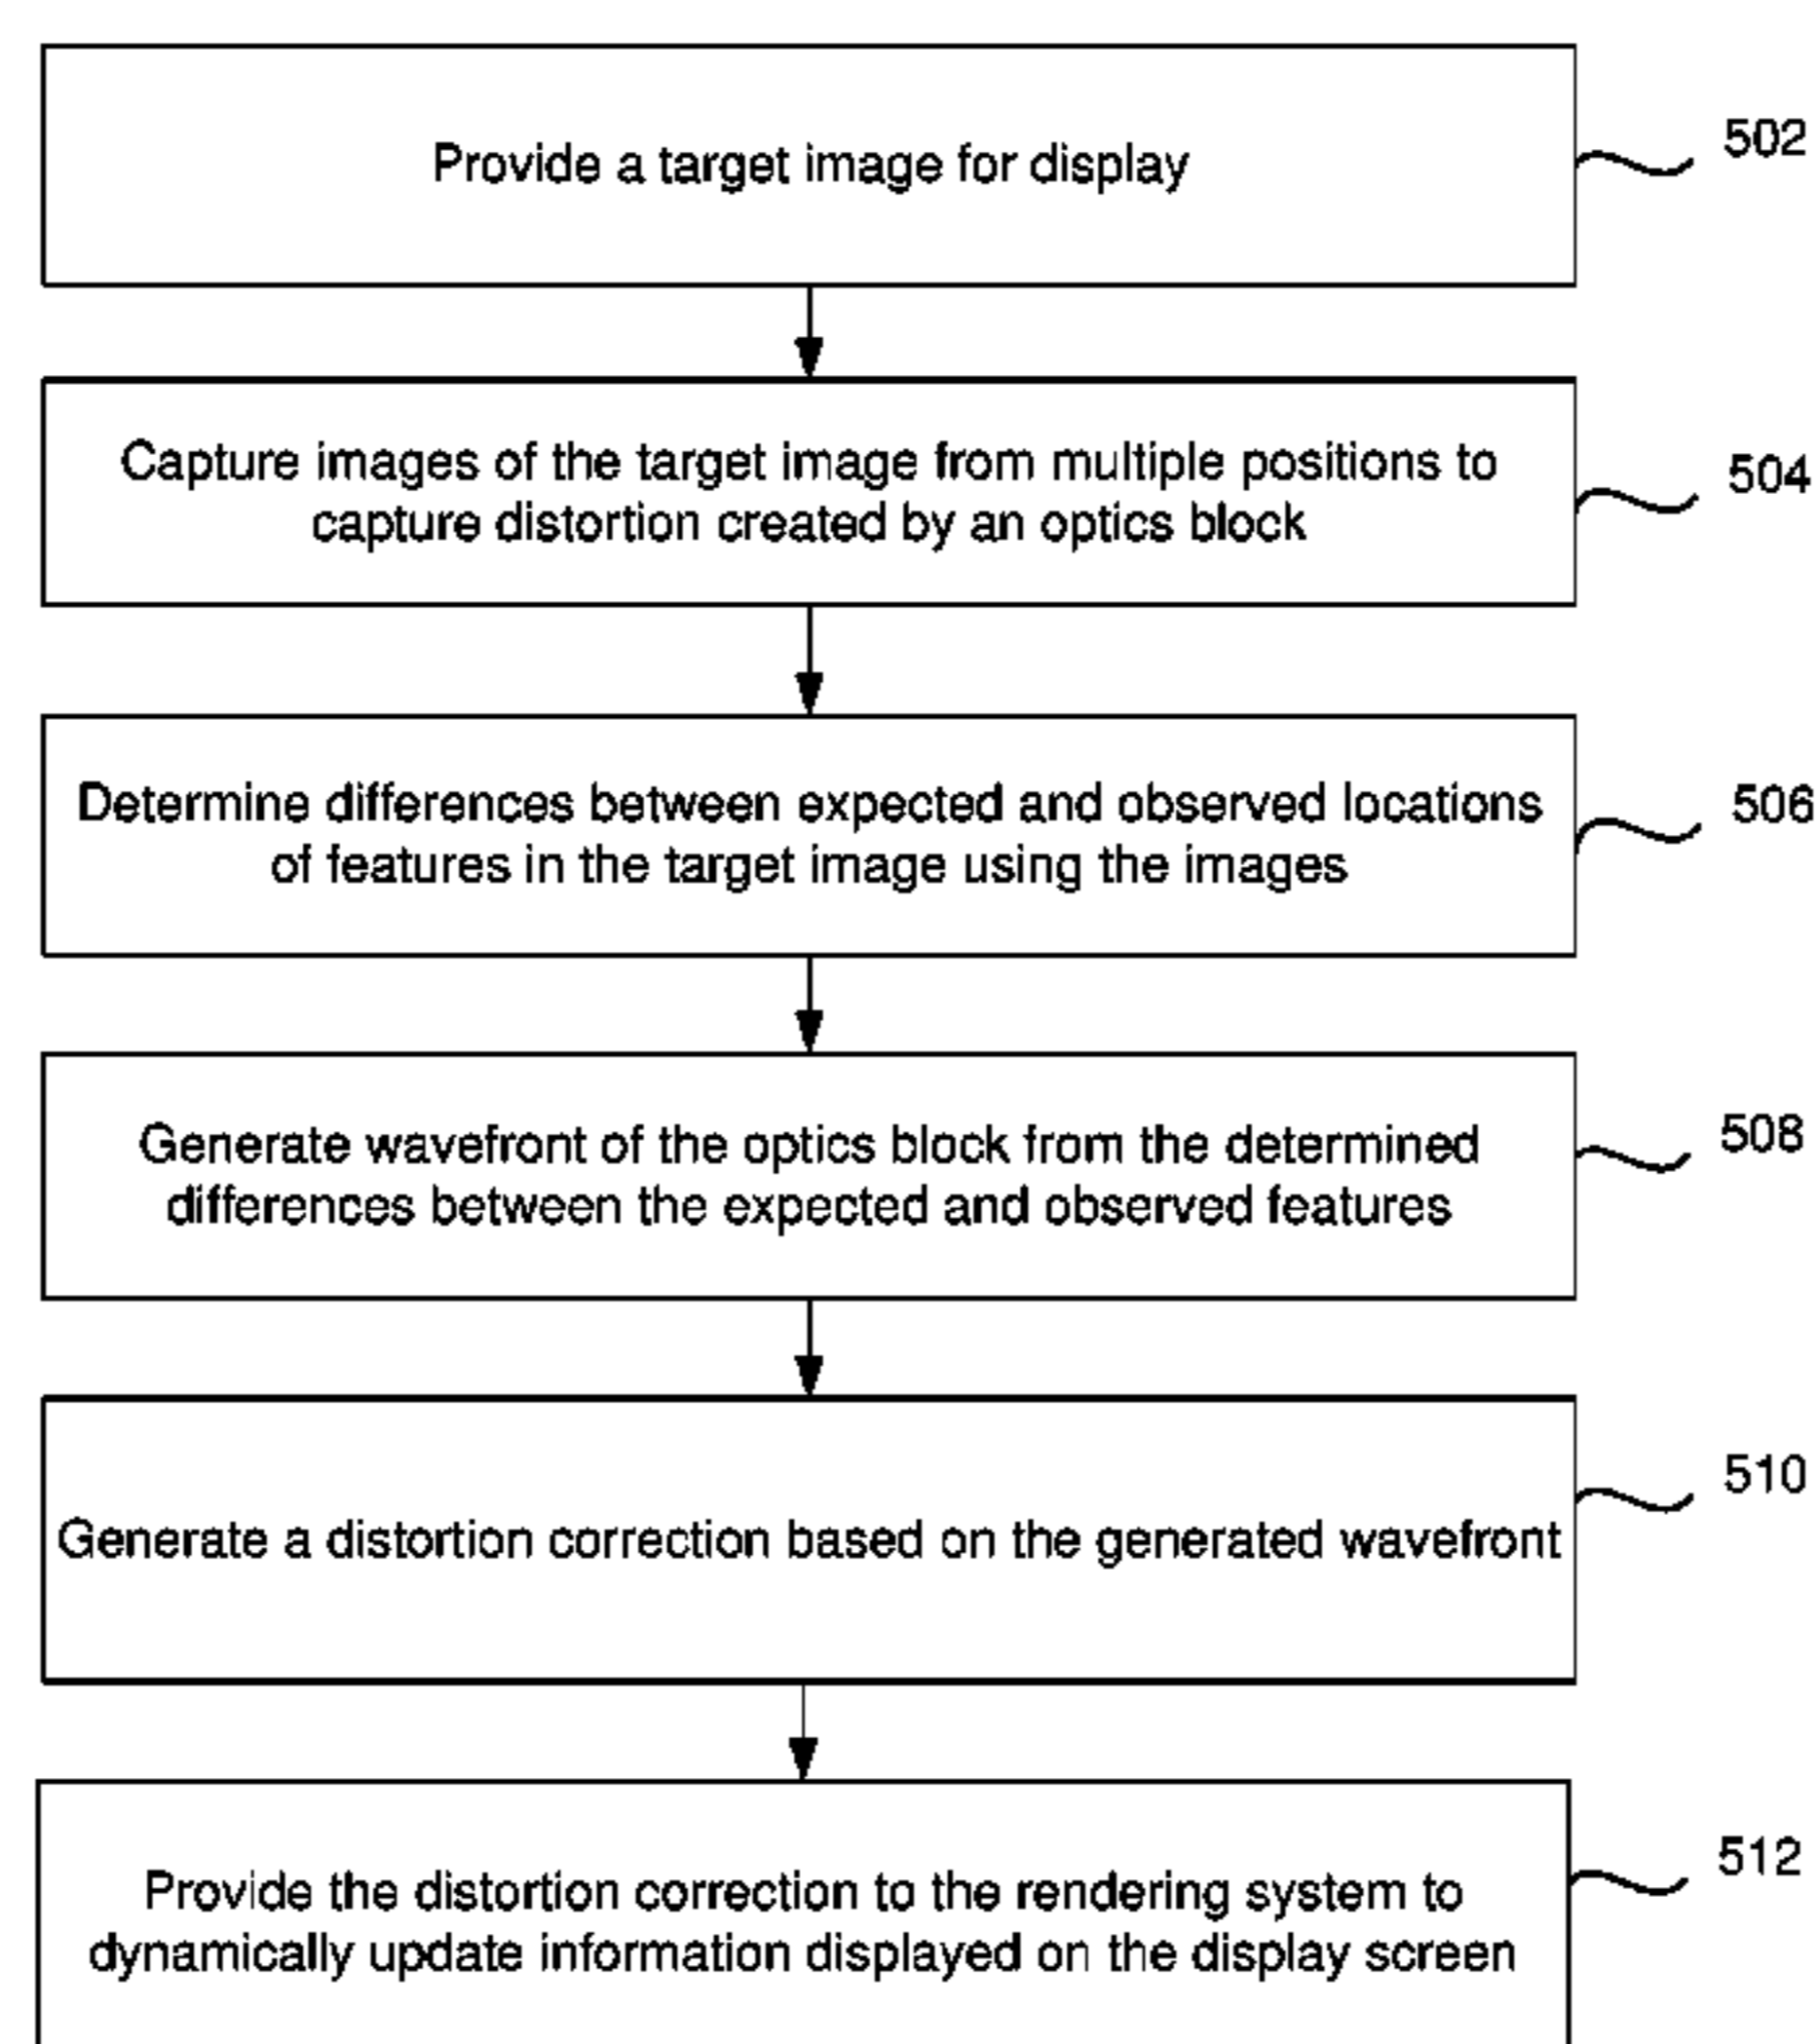 Provide a target image for display
502
Capture images of the target image from multiple positions to
capture distortion created by an optics block
504
Determine differences between expected and observed locations
of features in the target image using the images
506
Generate wavefront of the optics block from the determined
differences between the expected and observed features
508
Generate a distortion correction based on the generated wavefront
510
Provide the distortion correction to the rendering system to
dynamically update information displayed on the display screen
512